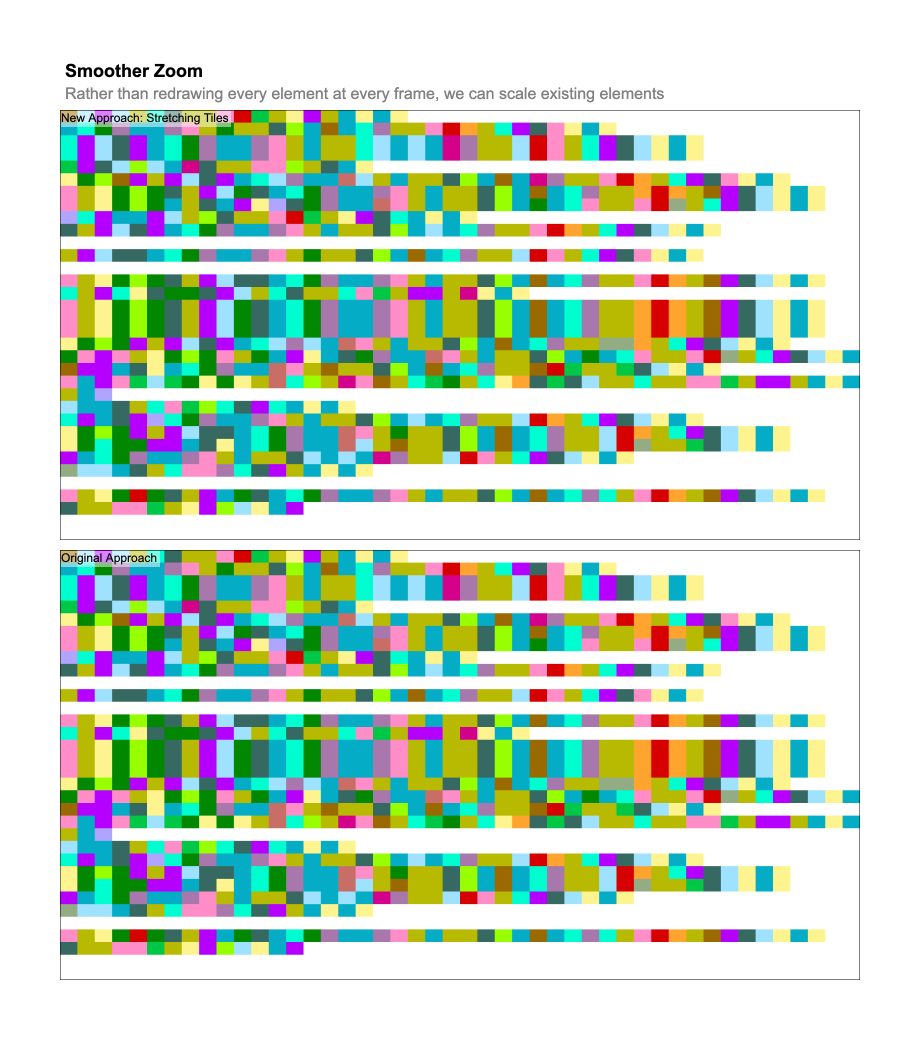 Smoother Zoom
Rather than redrawing every element at every frame, we can scale existing elements
New Approach: Stretching Tiles
Original Approach